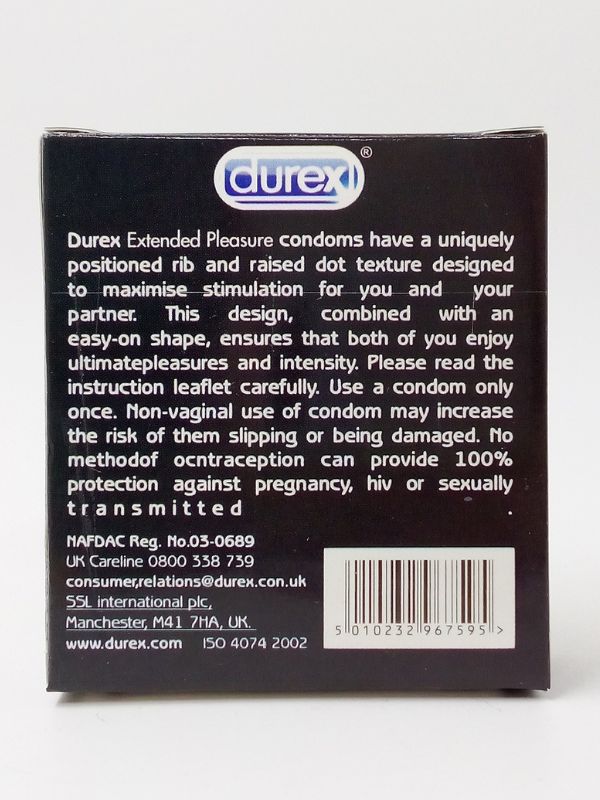 durex®
Durex Extended Pleasure condoms have a uniquely
positioned rib and raised dot texture designed
to maximise stimulation for you and your
partner. This design, combined with an
easy-on shape, ensures that both of you enjoy
ultimatepleasures and intensity. Please read the
instruction leaflet carefully. Use a condom only
once. Non-vaginal use of condom may increase
the risk of them slipping or being damaged. No
methodof ocntraception can provide 100%
protection against pregnancy, hiv or sexually
transmitted .
NAFDAC Reg. No.03-0689
UK Careline 0800 338 739
consumer,relations@durex.con.uk
SSL international plc,
Manchester, M41 7HA, UK.
www.durex.com ISO 4074 2002
5 010232 967595 >